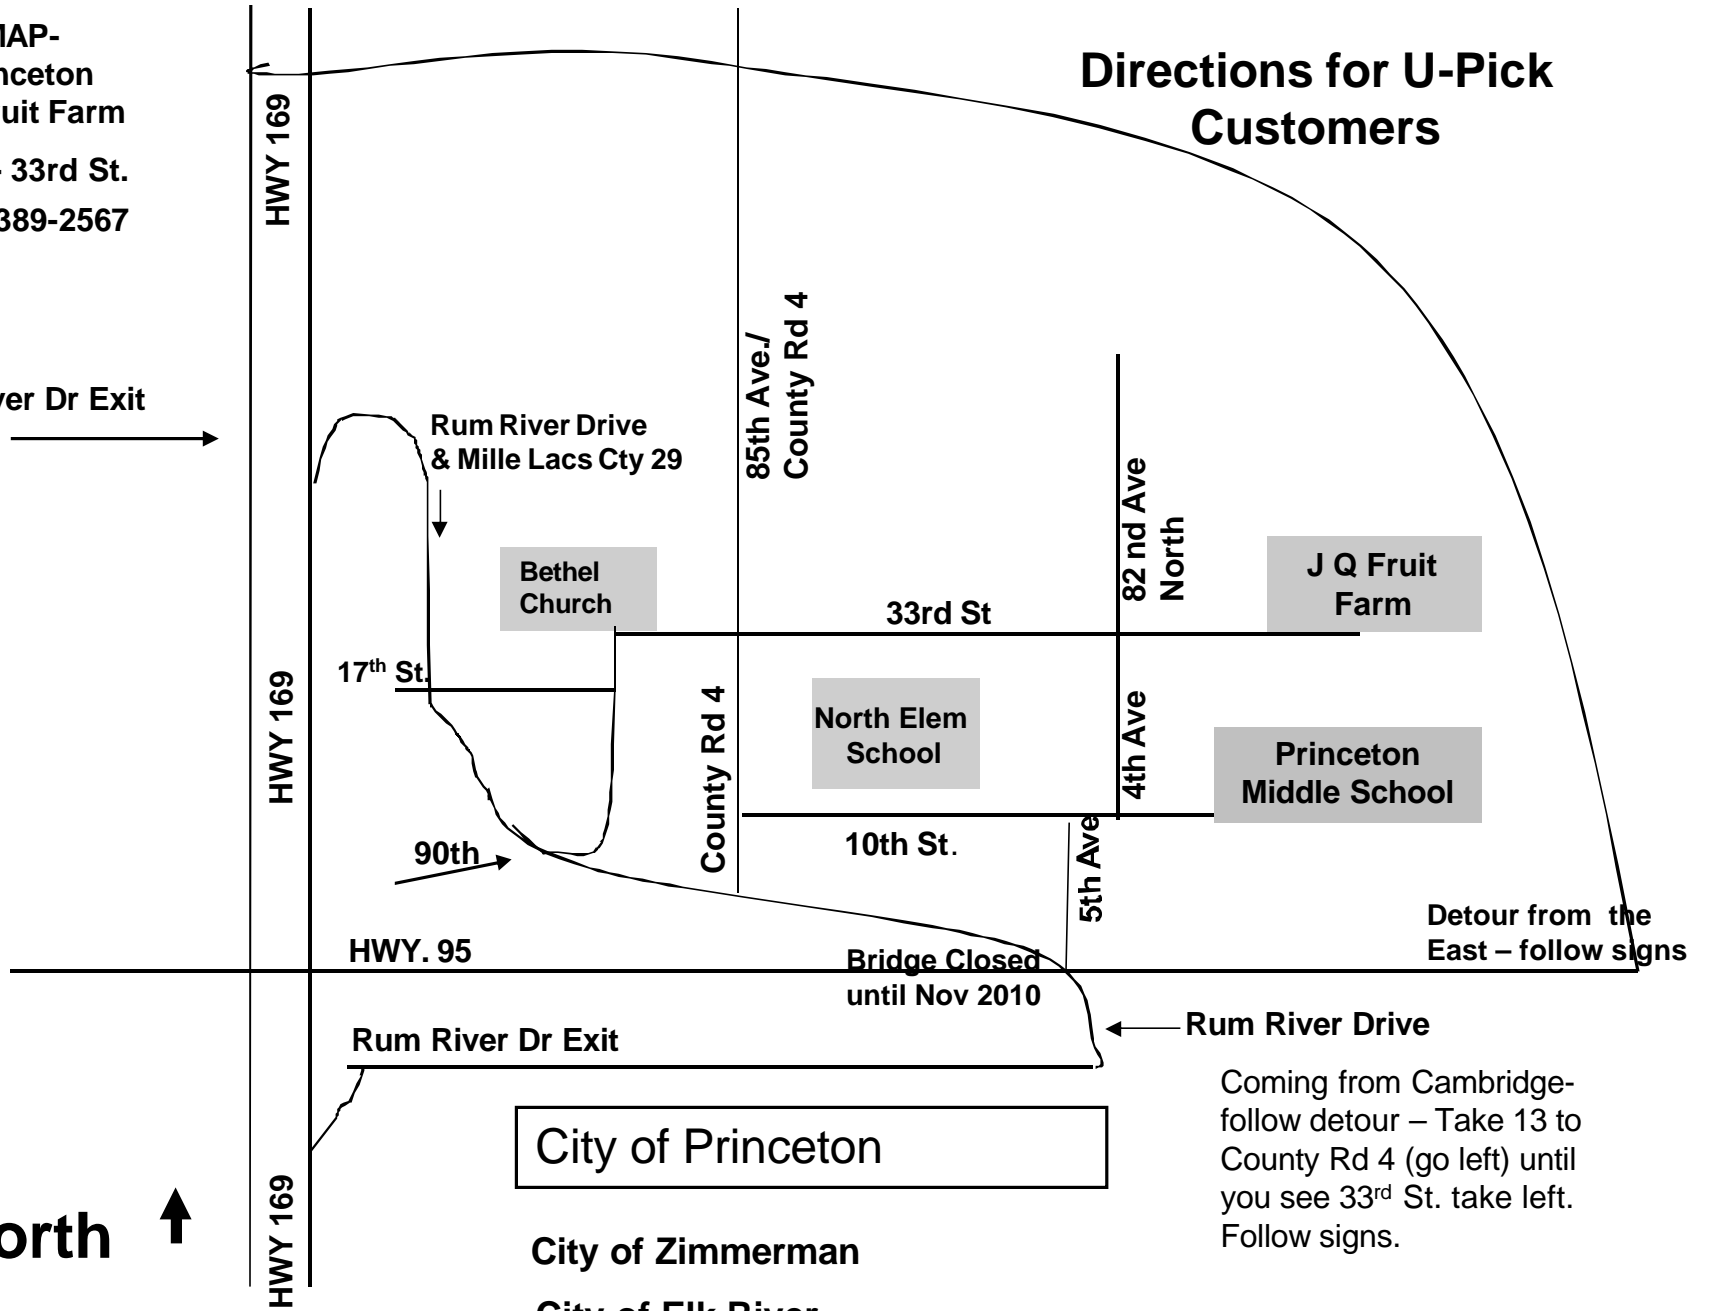 MAP-
nceton
uit Farm
- 33rd St.
389-2567
Directions for U-Pick
Customers
HWY 169
85th Ave./
County Rd 4
ver Dr Exit
Rum River Drive
& Mille Lacs Cty 29
82 nd Ave
North
Bethel
Church
J Q Fruit
Farm
33rd St
17th St.
HWY 169
County Rd 4
North Elem
School
4th Ave
Princeton
Middle School
90th
10th St.
5th Ave
Detour from the
East – follow signs
HWY. 95
Bridge Closed
until Nov 2010
Rum River Drive
Rum River Dr Exit
Coming from Cambridge-
follow detour – Take 13 to
County Rd 4 (go left) until
you see 33rd St. take left.
Follow signs.
City of Princeton
HWY 169
orth
City of Zimmerman
City of Elk River